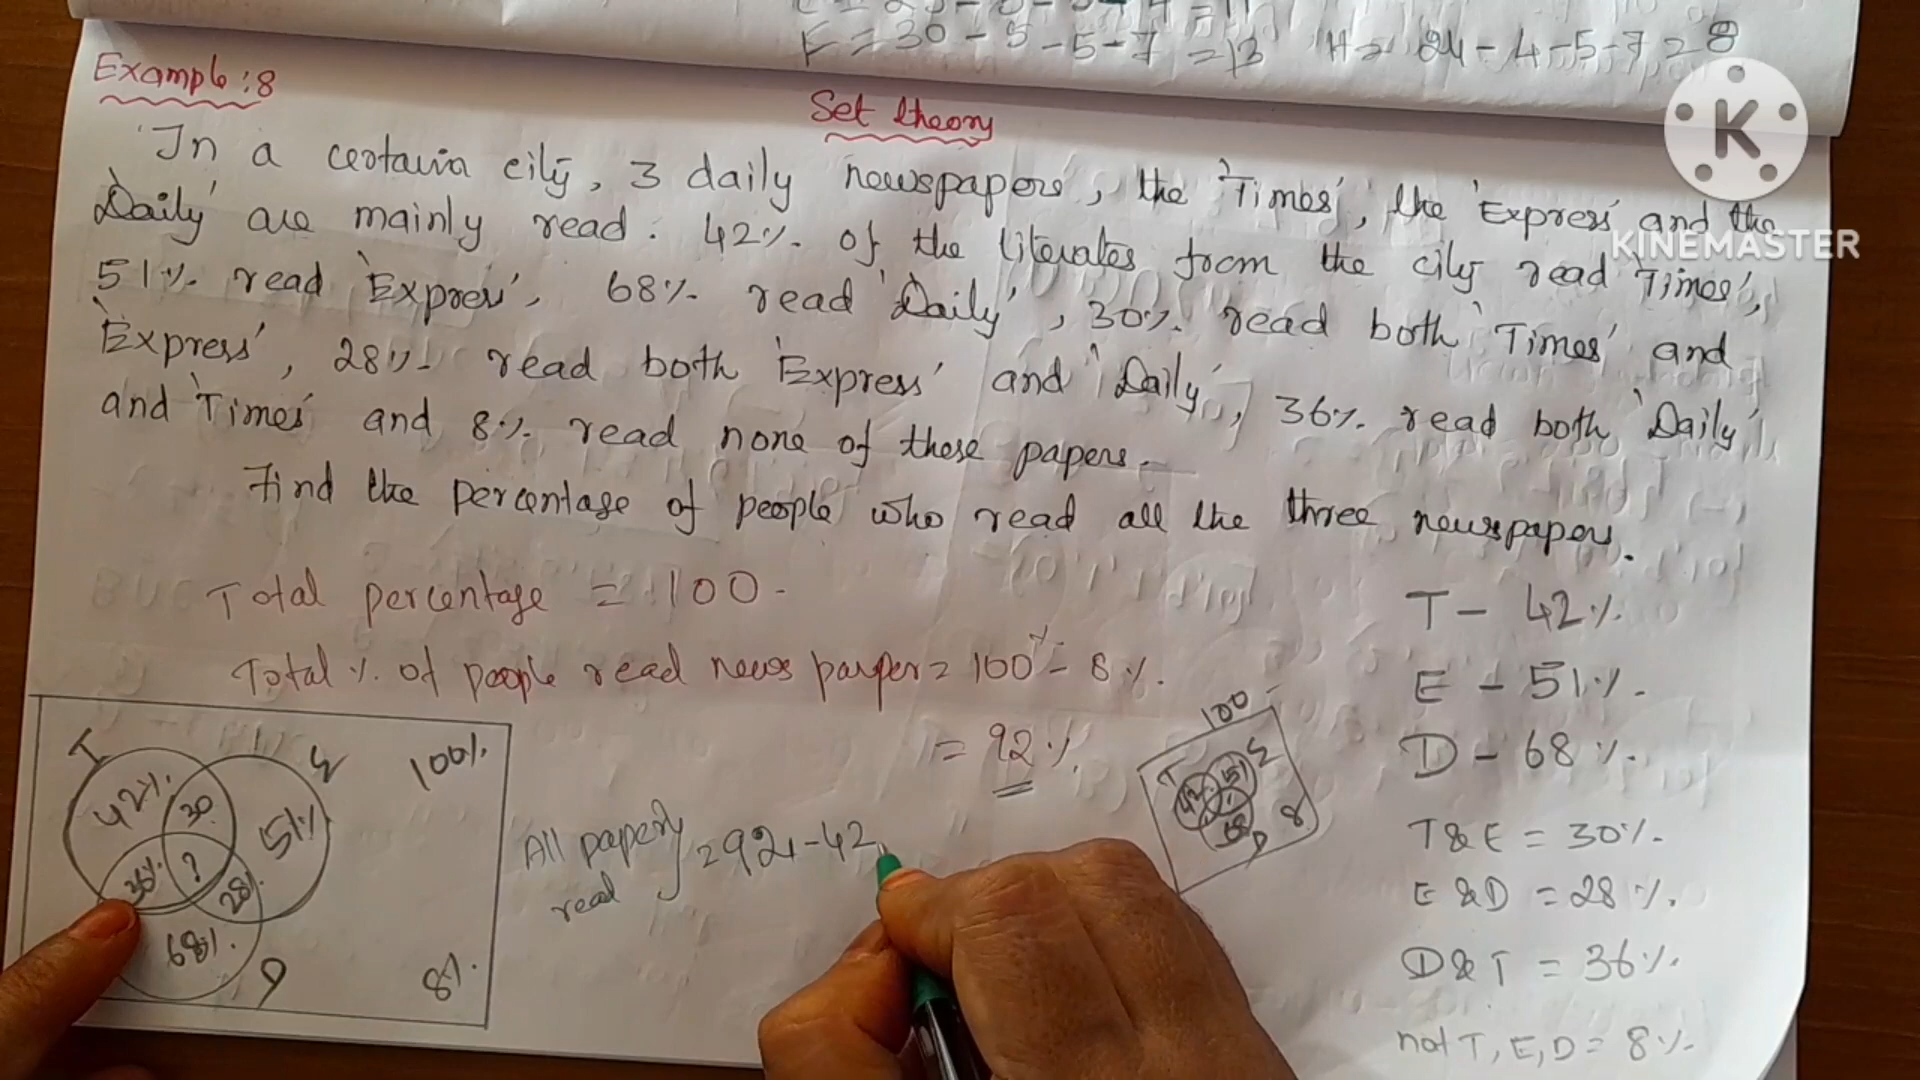 F = 30 - 5 - 5 - 7 = 13 H = 24 - 4 - 5 - 7 = 8
Example: 8
Set theory
K
KINEMASTER
In a certain city, 3 daily newspapers, the 'Times', the 'Express' and the
'Daily' are mainly read. 42% of the literates from the city read 'Times',
51% read 'Express', 68% read 'Daily', 30% read both 'Times' and
'Express', 28% read both 'Express' and 'Daily', 36% read both 'Daily'
and 'Times' and 8% read none of these papers.
Find the percentage of people who read all the three newspapers.
Total percentage = 100.
Total % of people read news paper = 100% - 8%.
= 92%.
T - 42%.
E - 51%.
D - 68%.
T & E = 30%.
E & D = 28%.
D & T = 36%.
not T, E, D = 8%.
T
E
100%.
42%.
30
51%
36%.
?
28%.
68%.
D
8%.
All papers
read
= 92 - 42
100
T
E
42
51
68
D
8